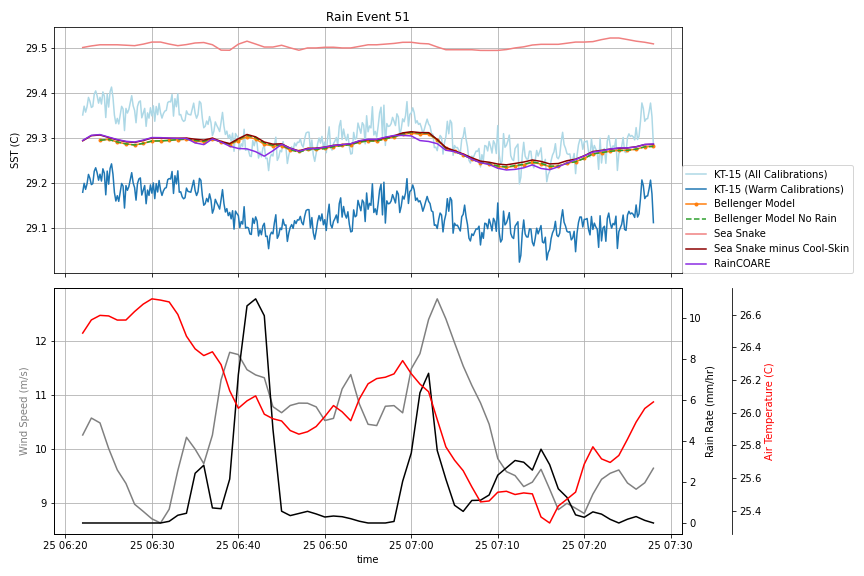 Rain Event 51
29.5
29.4
29.3
29.2
29.1
SST (C)
KT-15 (All Calibrations)
KT-15 (Warm Calibrations)
Bellenger Model
Bellenger Model No Rain
Sea Snake
Sea Snake minus Cool-Skin
RainCOARE
12
11
10
9
Wind Speed (m/s)
10
8
6
4
2
0
Rain Rate (mm/hr)
26.6
26.4
26.2
26.0
25.8
25.6
25.4
Air Temperature (C)
25 06:20 25 06:30 25 06:40 25 06:50 25 07:00 25 07:10 25 07:20 25 07:30
time